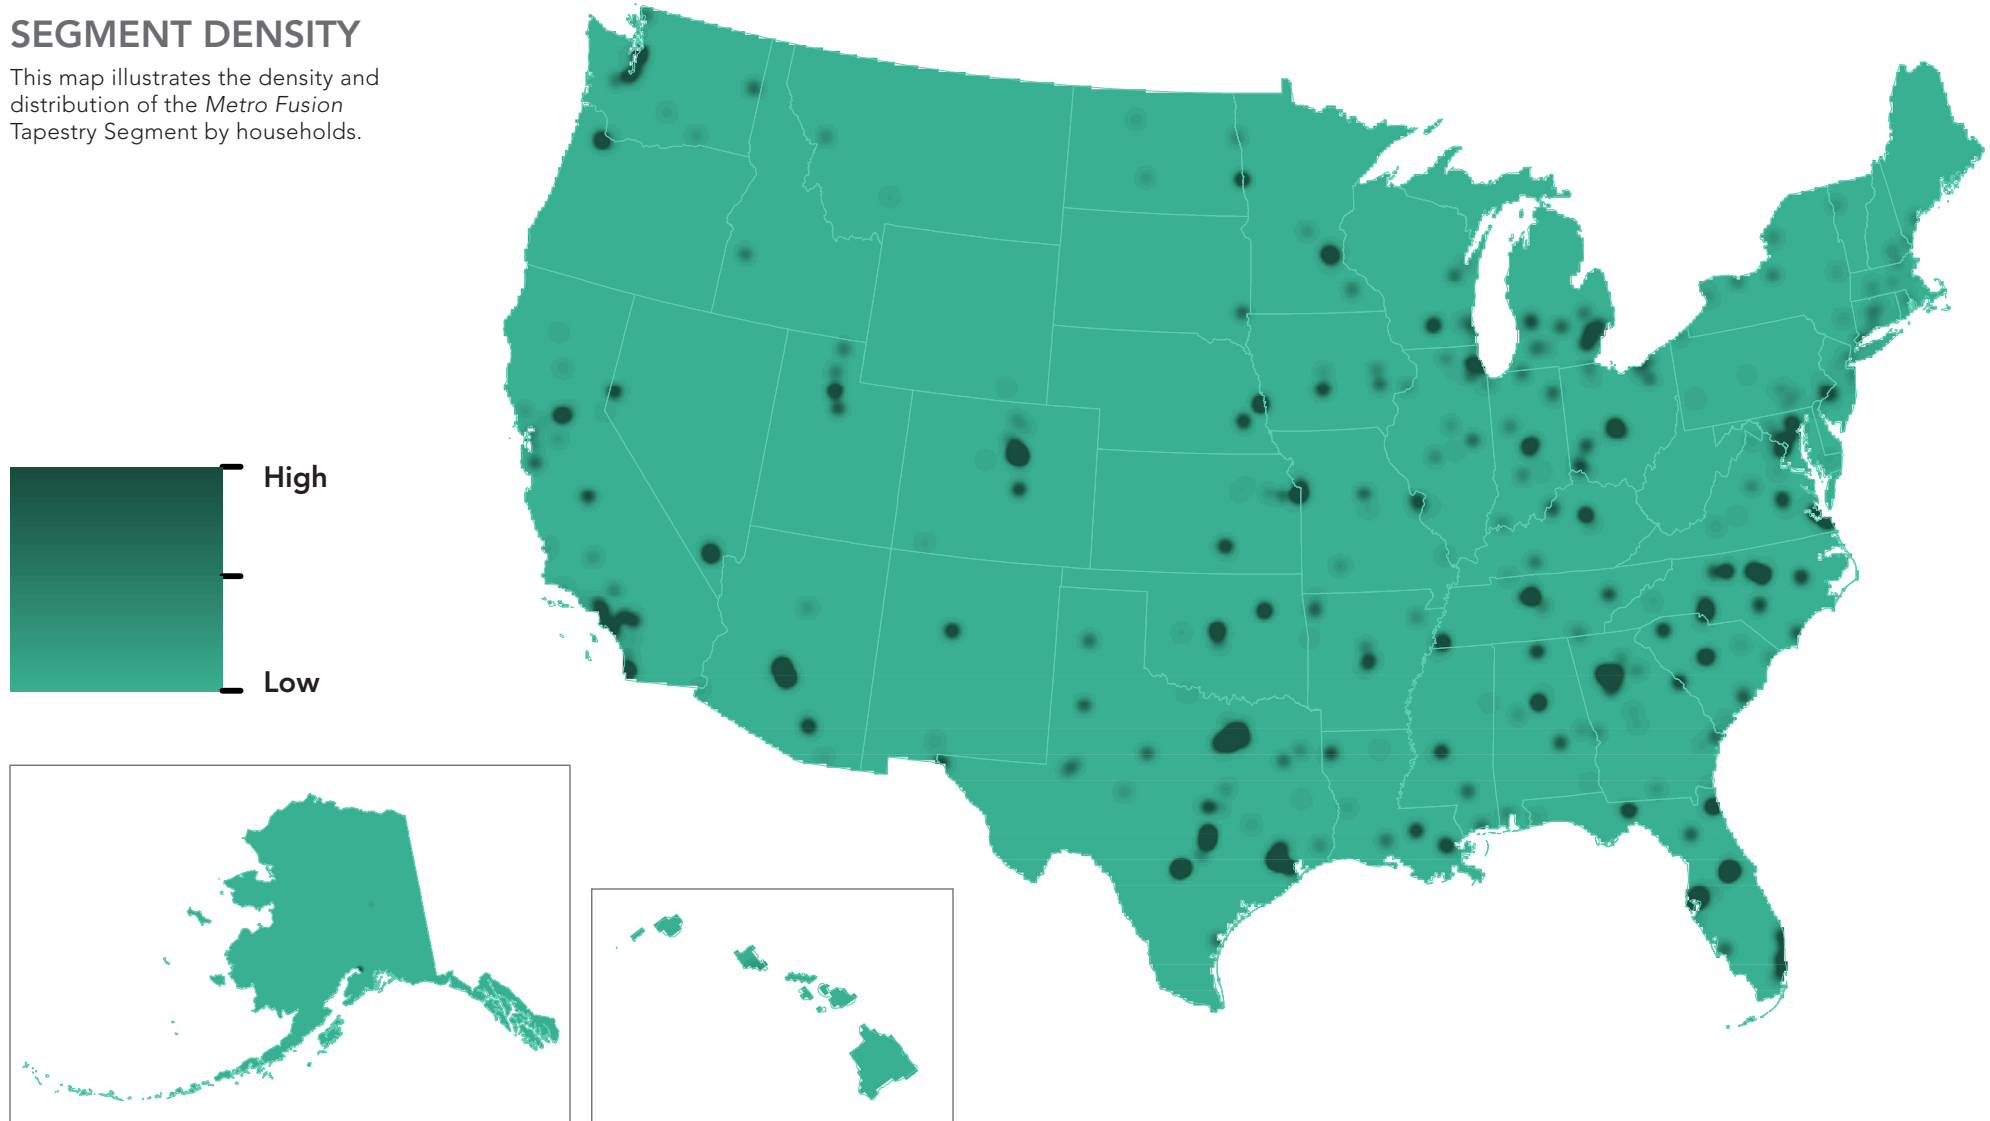 SEGMENT DENSITY
This map illustrates the density and
distribution of the Metro Fusion
Tapestry Segment by households.
High
Low